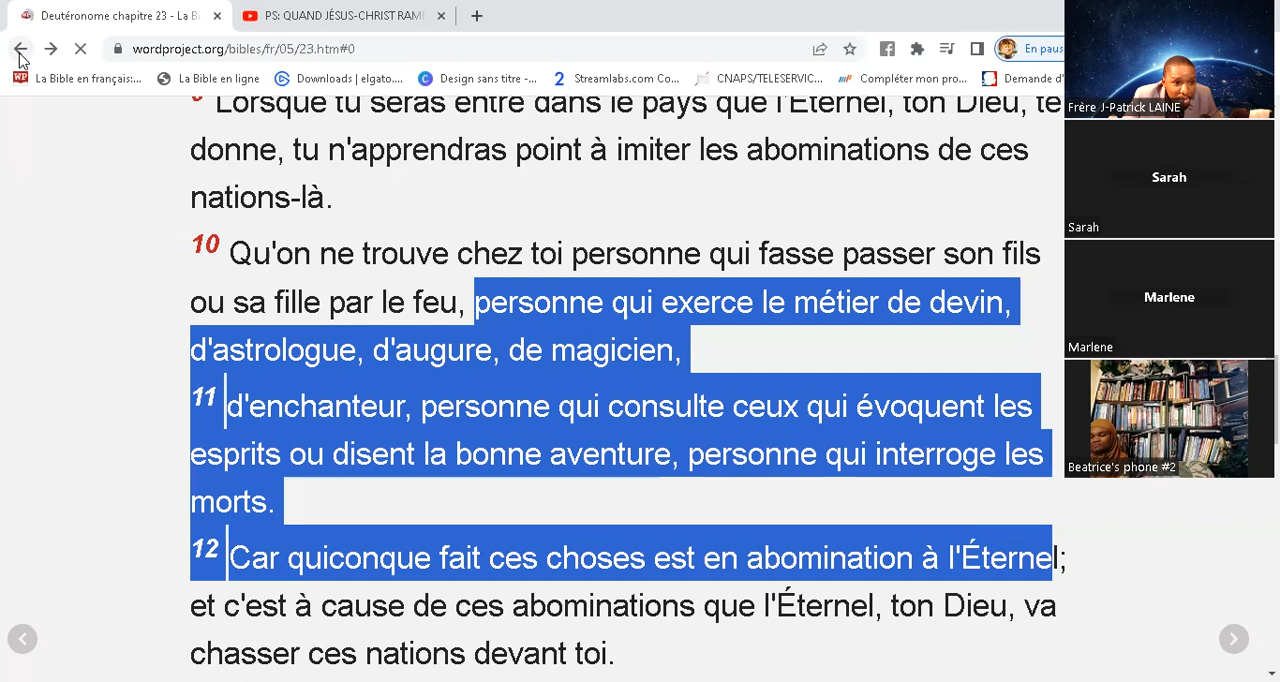 Deutéronome chapitre 23 - La Bi
PS: QUAND JÉSUS-CHRIST RAME
wordproject.org/bibles/fr/05/23.htm#0
En paus
La Bible en français:...
La Bible en ligne
Downloads | elgato....
Design sans titre -...
Streamlabs.com Co...
CNAPS/TELESERVIC...
Compléter mon pro...
Demande d'
9 Lorsque tu seras entré dans le pays que l'Éternel, ton Dieu, te
donne, tu n'apprendras point à imiter les abominations de ces
nations-là.
10 Qu'on ne trouve chez toi personne qui fasse passer son fils
ou sa fille par le feu, personne qui exerce le métier de devin,
d'astrologue, d'augure, de magicien,
11 d'enchanteur, personne qui consulte ceux qui évoquent les
esprits ou disent la bonne aventure, personne qui interroge les
morts.
12 Car quiconque fait ces choses est en abomination à l'Éternel;
et c'est à cause de ces abominations que l'Éternel, ton Dieu, va
chasser ces nations devant toi.
Frère J-Patrick LAINE
Sarah
Sarah
Marlene
Marlene
Beatrice's phone #2